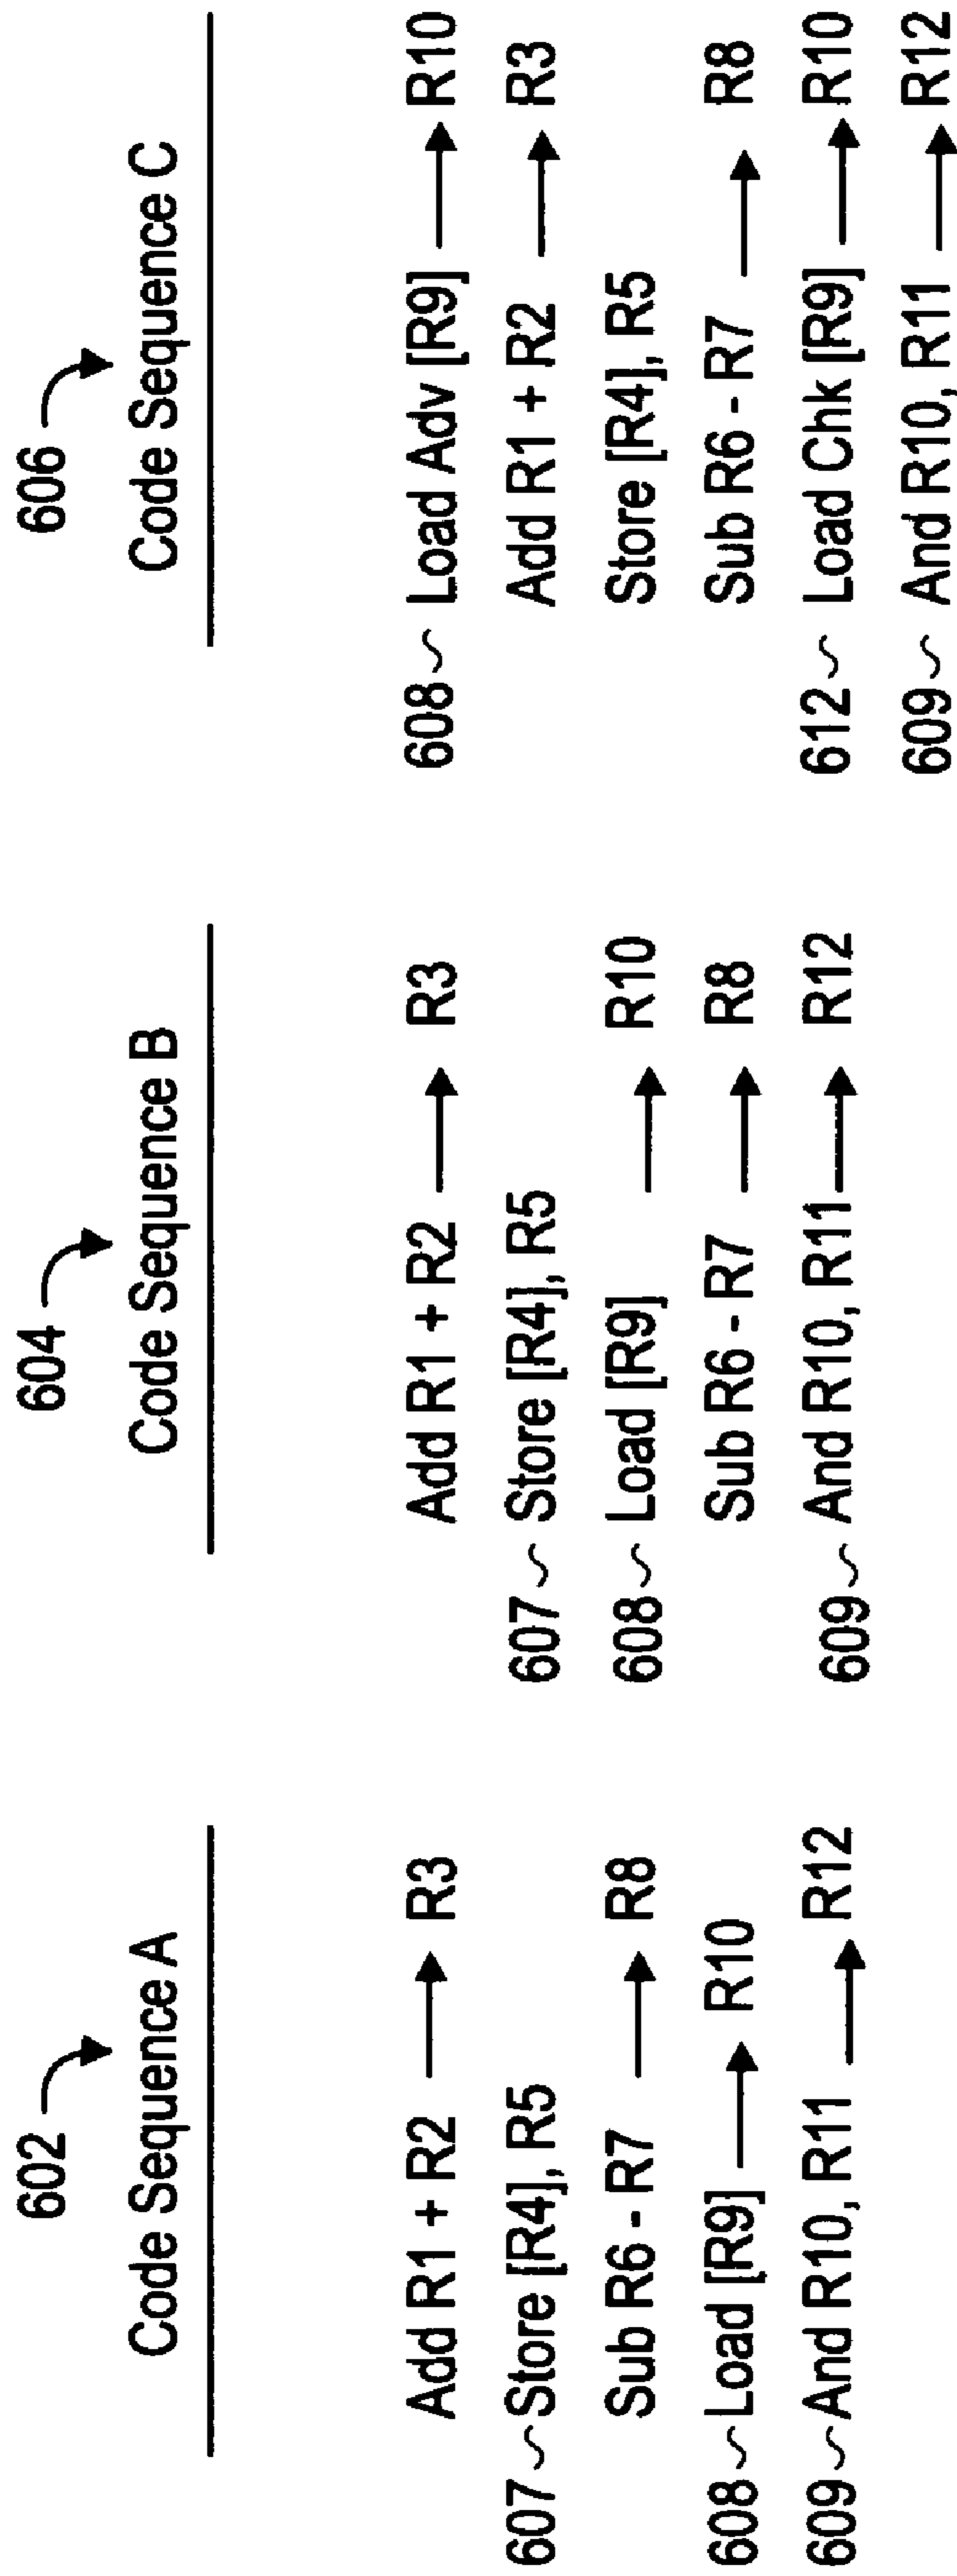 602
Code Sequence A
Add R1 + R2 → R3
607 ~ Store [R4], R5
Sub R6 - R7 → R8
608 ~ Load [R9] → R10
609 ~ And R10, R11 → R12
604
Code Sequence B
Add R1 + R2 → R3
607 ~ Store [R4], R5
608 ~ Load [R9] → R10
Sub R6 - R7 → R8
609 ~ And R10, R11 → R12
606
Code Sequence C
608 ~ Load Adv [R9] → R10
Add R1 + R2 → R3
Store [R4], R5
Sub R6 - R7 → R8
612 ~ Load Chk [R9] → R10
609 ~ And R10, R11 → R12